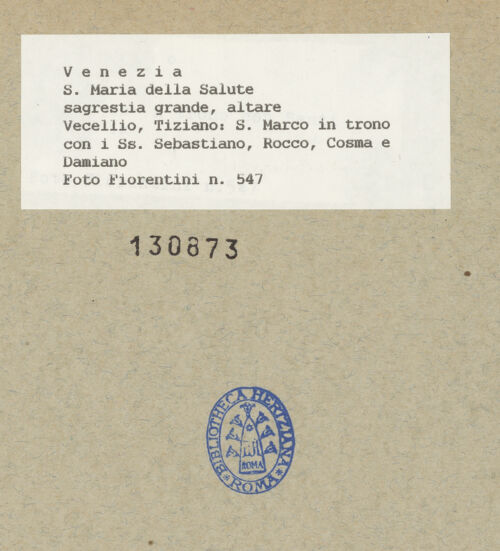 V e n e z i a
S. Maria della Salute
sagrestia grande, altare
Vecellio, Tiziano: S. Marco in trono
con i Ss. Sebastiano, Rocco, Cosma e
Damiano
Foto Fiorentini n. 547
130873
BIBLIOTHECA HERTZIANA
ROMA
ROMA